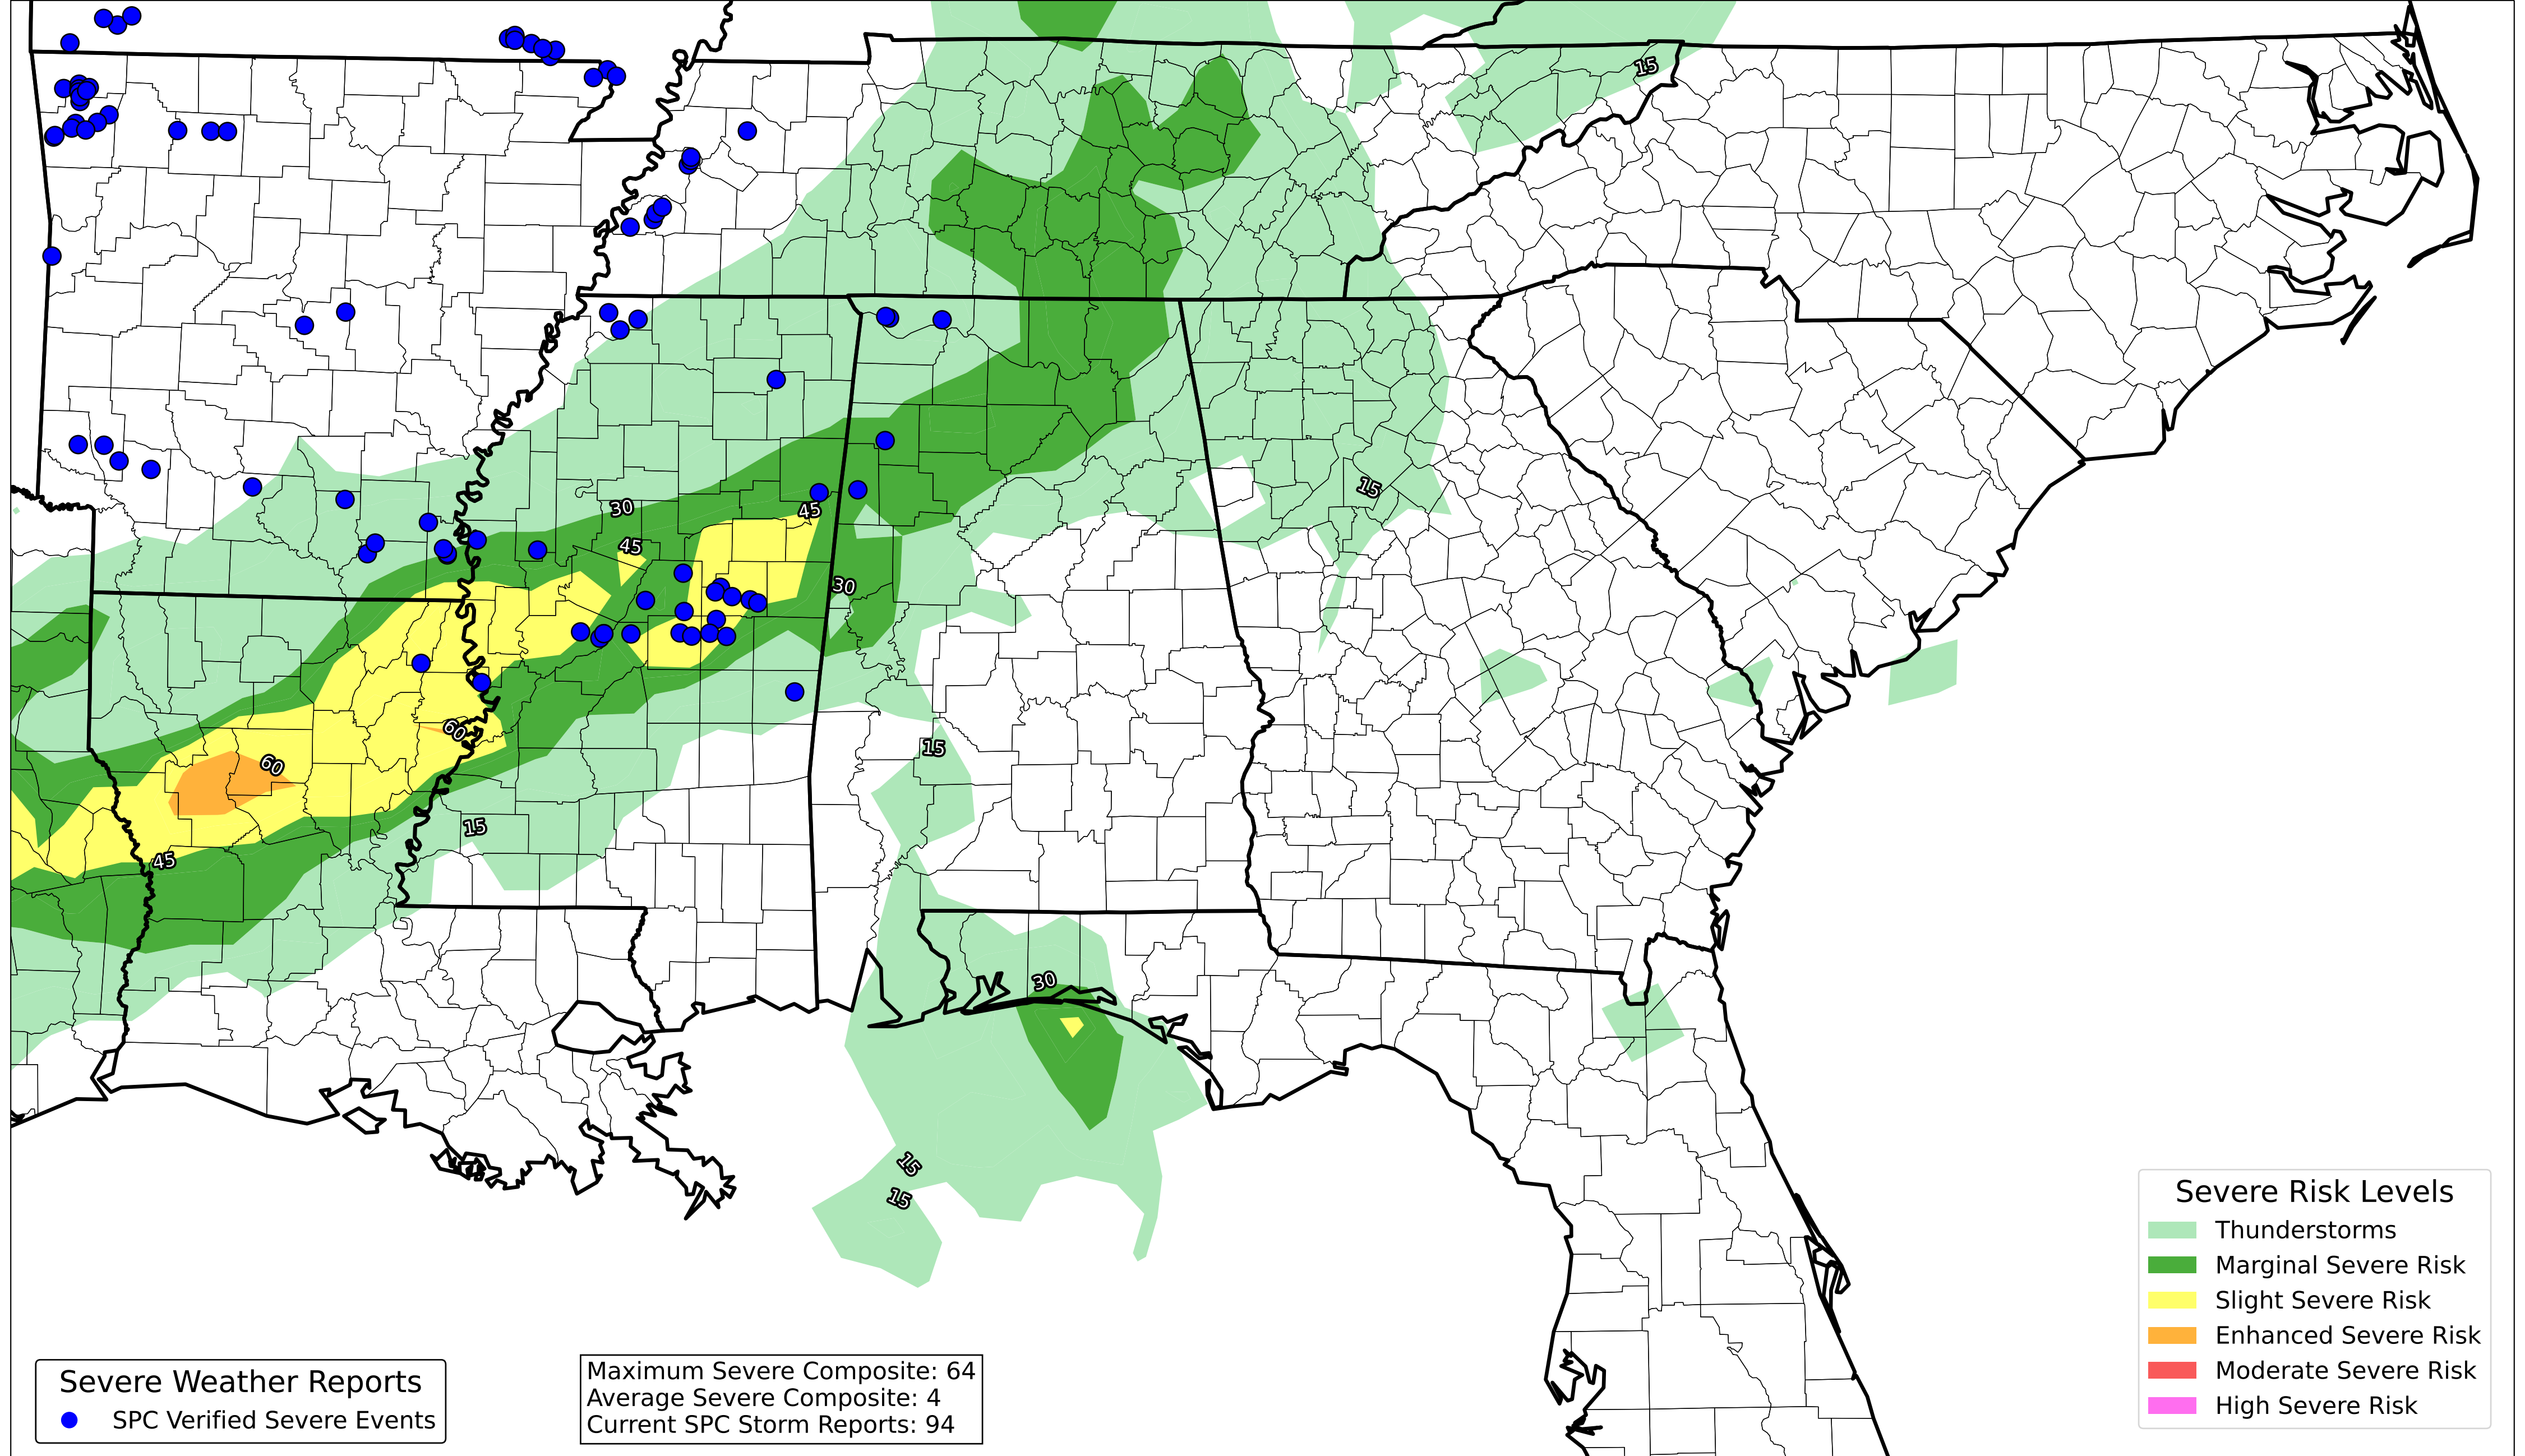 15
15
30
45
45
30
60
60
15
15
45
30
15
15
Severe Risk Levels
Thunderstorms
Marginal Severe Risk
Slight Severe Risk
Enhanced Severe Risk
Moderate Severe Risk
High Severe Risk
Severe Weather Reports
SPC Verified Severe Events
Maximum Severe Composite: 64
Average Severe Composite: 4
Current SPC Storm Reports: 94